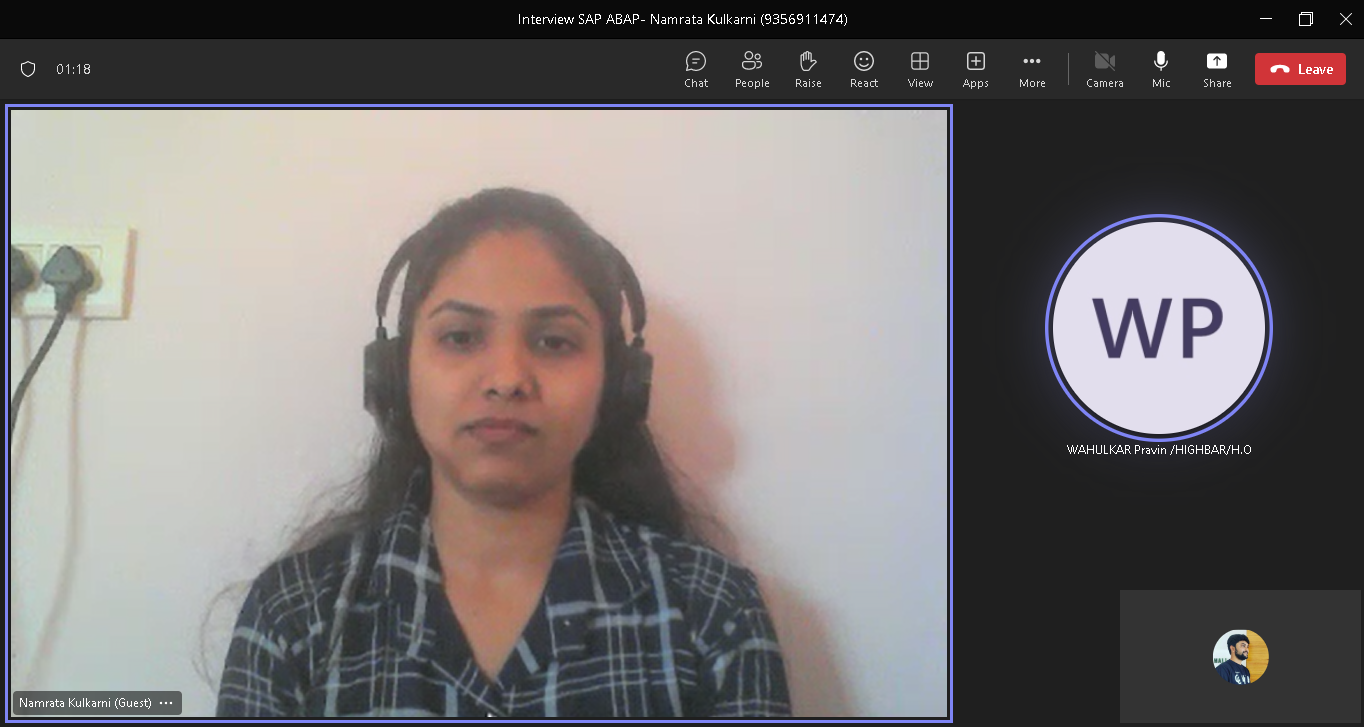 Interview SAP ABAP- Namrata Kulkarni (9356911474)
01:18
Chat People Raise React View Apps More Camera Mic Share Leave
WP
WAHULKAR Pravin /HIGHBAR/H.O
Namrata Kulkarni (Guest)